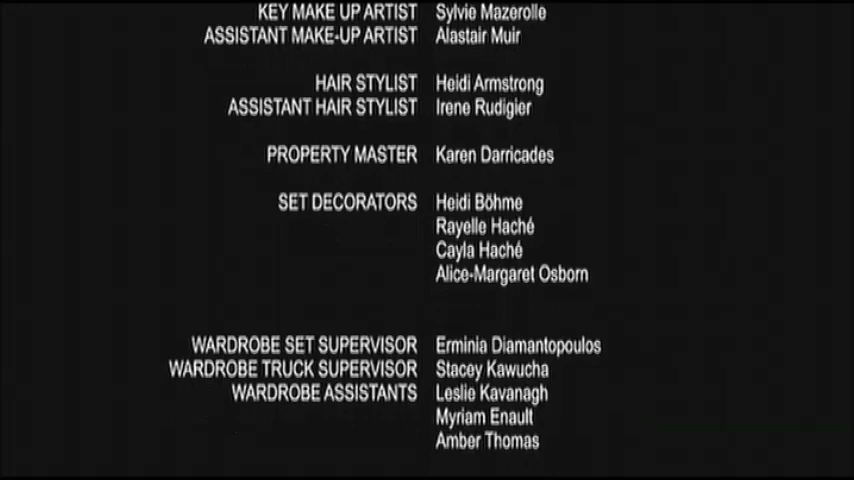 KEY MAKE UP ARTIST Sylvie Mazerolle
ASSISTANT MAKE-UP ARTIST Alastair Muir
HAIR STYLIST Heidi Armstrong
ASSISTANT HAIR STYLIST Irene Rudigier
PROPERTY MASTER Karen Darricades
SET DECORATORS Heidi Böhme
Rayelle Haché
Cayla Haché
Alice-Margaret Osborn
WARDROBE SET SUPERVISOR Erminia Diamantopoulos
WARDROBE TRUCK SUPERVISOR Stacey Kawucha
WARDROBE ASSISTANTS Leslie Kavanagh
Myriam Enault
Amber Thomas